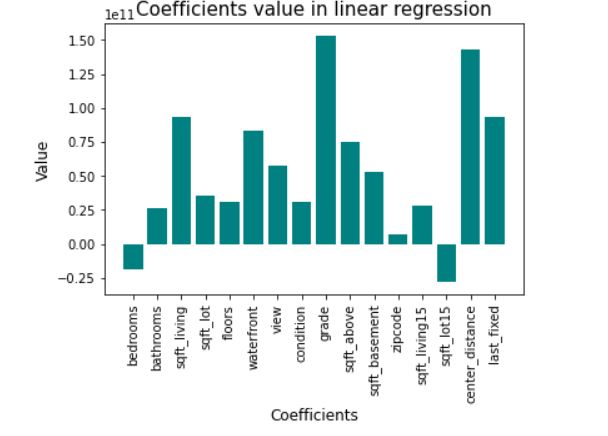 1e11
Coefficients value in linear regression
Value
1.50
1.25
1.00
0.75
0.50
0.25
0.00
−0.25
bedrooms
bathrooms
sqft_living
sqft_lot
floors
waterfront
view
condition
grade
sqft_above
sqft_basement
zipcode
sqft_living15
sqft_lot15
center_distance
last_fixed
Coefficients